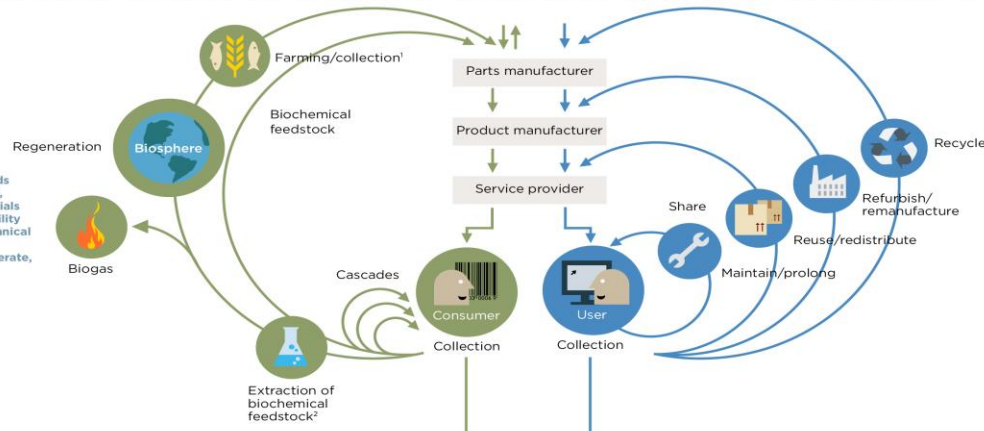 Farming/collection¹
Parts manufacturer
Biochemical
feedstock
Product manufacturer
Regeneration
Biosphere
Recycle
Service provider
Refurbish/
remanufacture
Share
Reuse/redistribute
Biogas
Cascades
Maintain/prolong
Consumer
User
Collection
Collection
Extraction of
biochemical
feedstock²